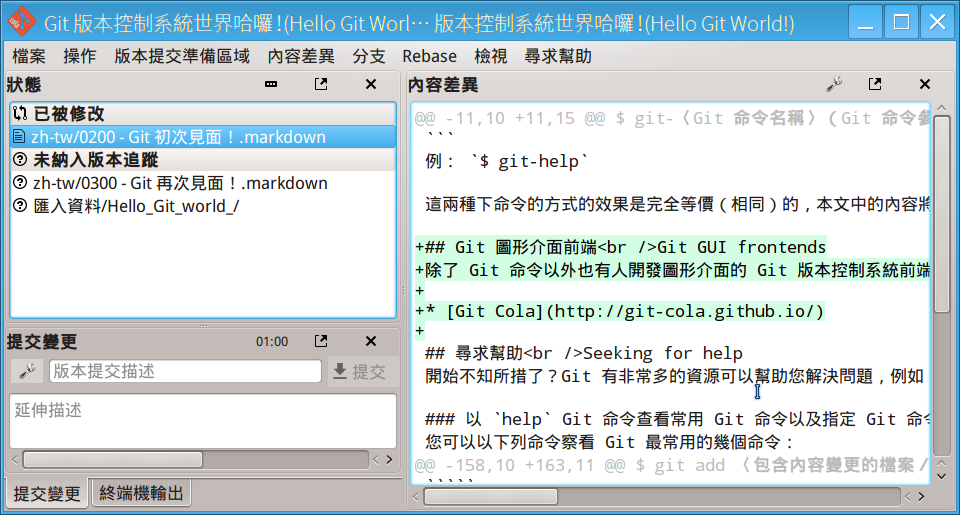 Git 版本控制系統世界哈囉!(Hello Git Worl… 版本控制系統世界哈囉!(Hello Git World!)
檔案 操作 版本提交準備區域 內容差異 分支 Rebase 檢視 尋求幫助
狀態
已被修改
zh-tw/0200 - Git 初次見面！.markdown
未納入版本追蹤
zh-tw/0300 - Git 再次見面！.markdown
匯入資料/Hello_Git_world_/
提交變更 01:00
版本提交描述 提交
延伸描述
提交變更 終端機輸出
內容差異
@@ -11,10 +11,15 @@ $ git-〈Git 命令名稱〉（Git 命令參
```
例： `$ git-help`
這兩種下命令的方式的效果是完全等價（相同）的，本文中的內容將
+## Git 圖形介面前端<br />Git GUI frontends
+除了 Git 命令以外也有人開發圖形介面的 Git 版本控制系統前端
+
+* [Git Cola](http://git-cola.github.io/)
+
## 尋求幫助<br />Seeking for help
開始不知所措了？Git 有非常多的資源可以幫助您解決問題，例如
### 以 `help` Git 命令查看常用 Git 命令以及指定 Git 命令
您可以以下列命令察看 Git 最常用的幾個命令：
@@ -158,10 +163,11 @@ $ git add 〈包含內容變更的檔案／
`````